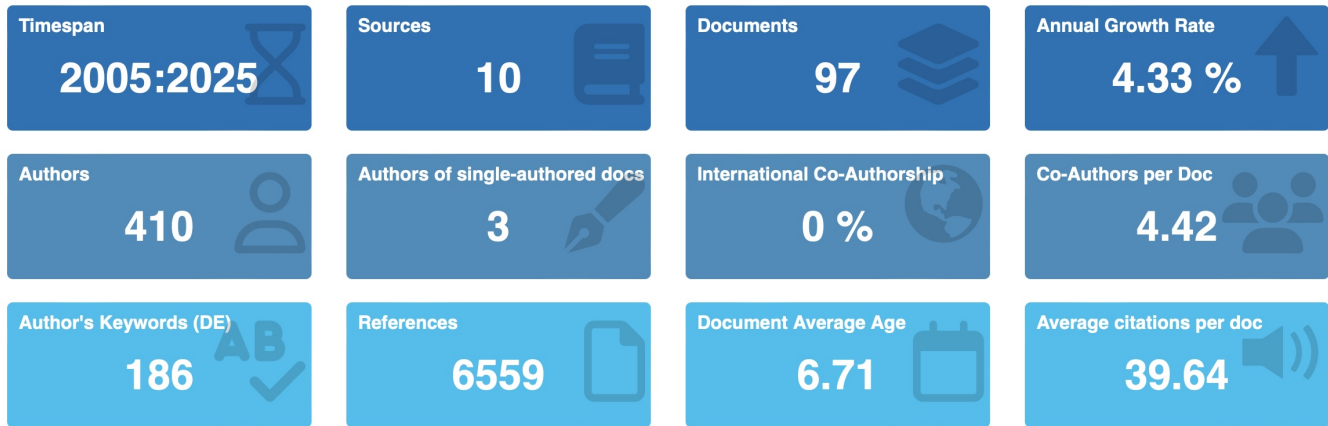 Timespan
2005:2025
Sources
10
Documents
97
Annual Growth Rate
4.33 %
Authors
410
Authors of single-authored docs
3
International Co-Authorship
0 %
Co-Authors per Doc
4.42
Author's Keywords (DE)
186
AB
References
6559
Document Average Age
6.71
Average citations per doc
39.64